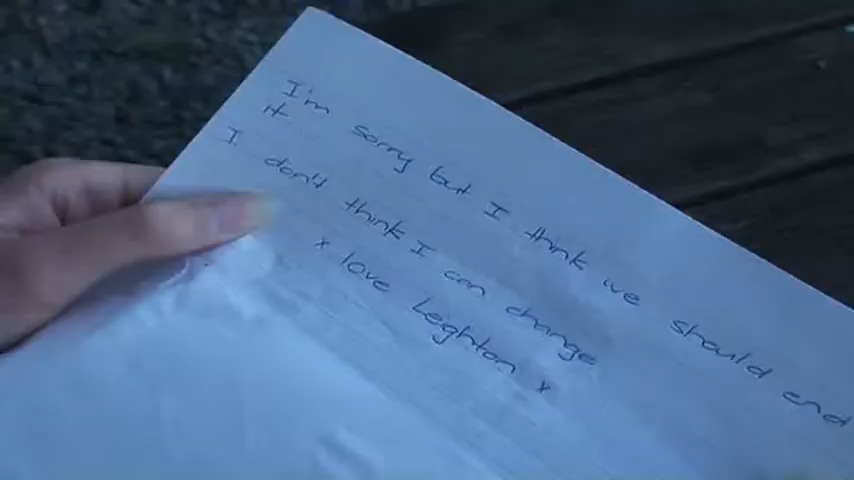 I'm sorry but I think we should end
it
I don't think I can change
x love Leighton x